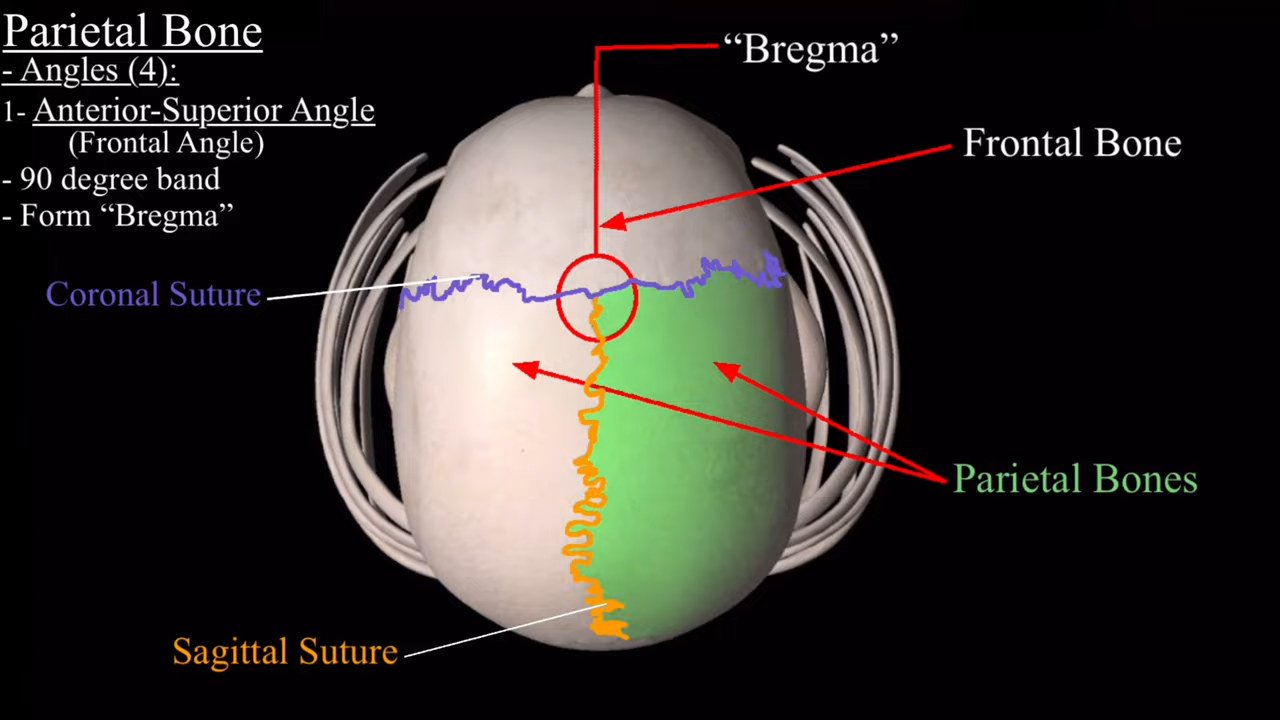 Parietal Bone
- Angles (4):
1- Anterior-Superior Angle
(Frontal Angle)
- 90 degree band
- Form “Bregma”
“Bregma”
Frontal Bone
Coronal Suture
Parietal Bones
Sagittal Suture